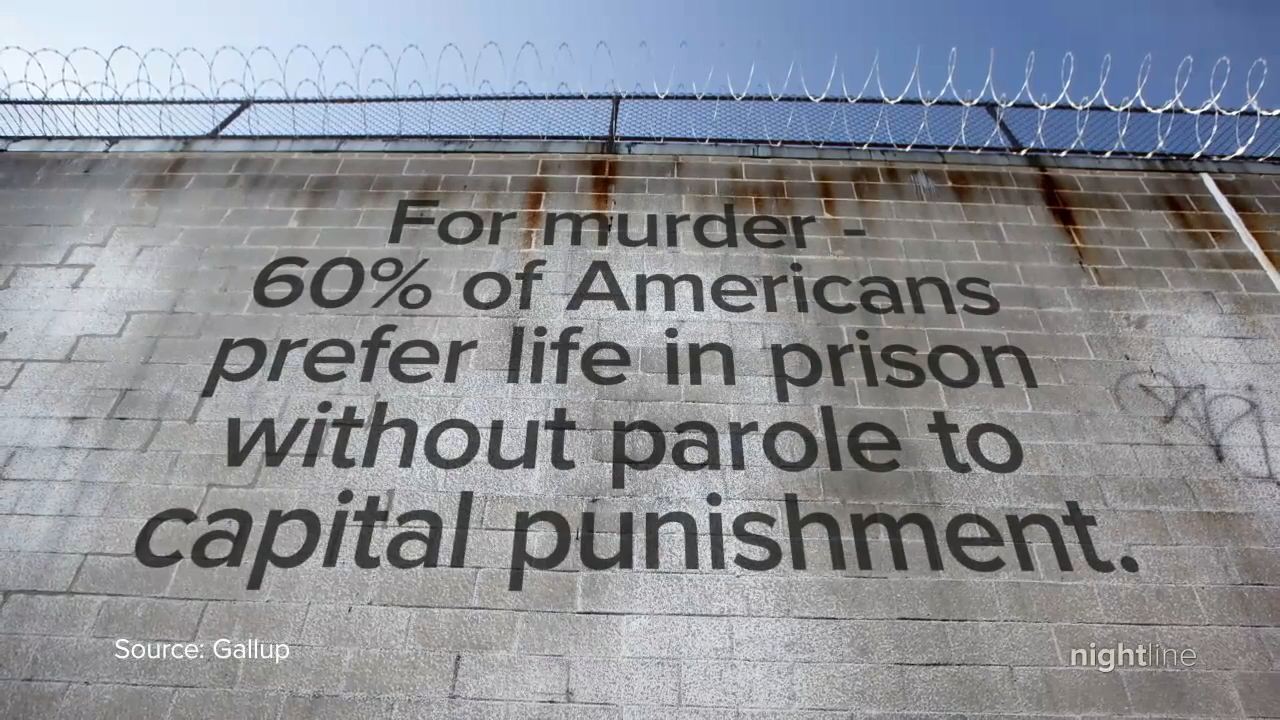 For murder -
60% of Americans
prefer life in prison
without parole to
capital punishment.
Source: Gallup
nightline